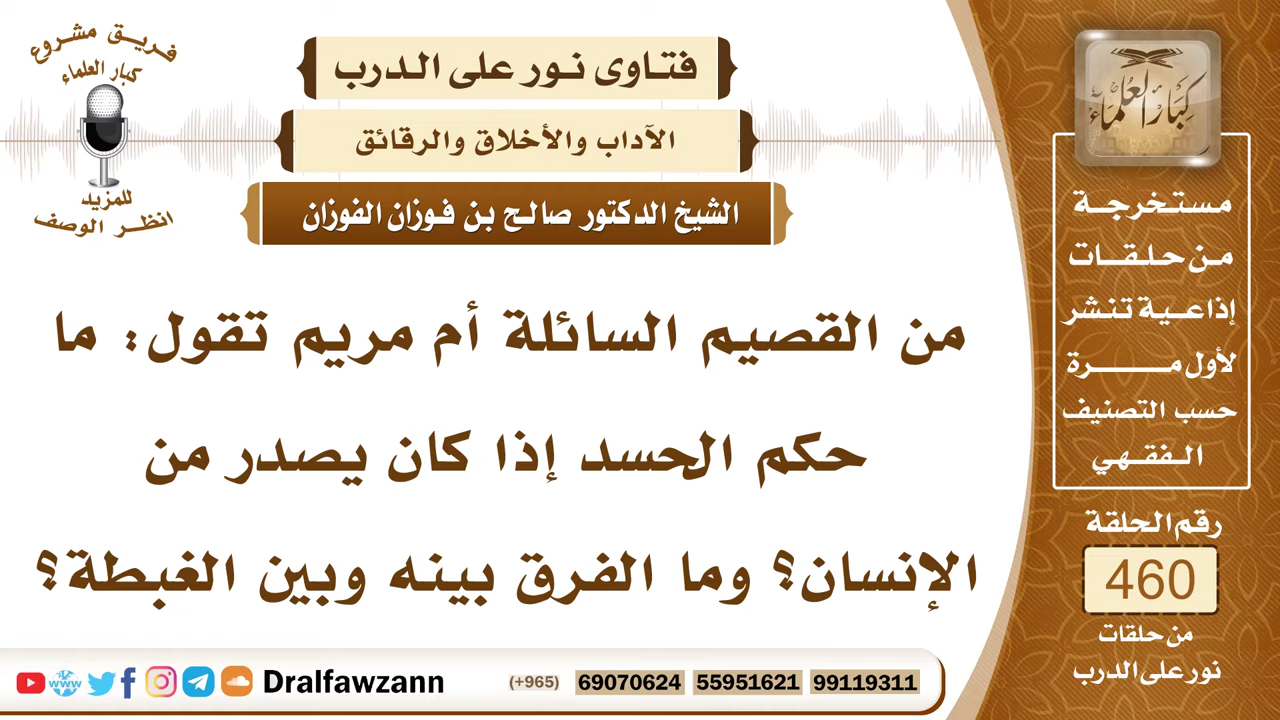 فريق مشروع
كبار العلماء
للمزيد
انظر الوصف
فتاوى نور على الدرب
الآداب والأخلاق والرقائق
الشيخ الدكتور صالح بن فوزان الفوزان
من القصيم السائلة أم مريم تقول: ما
حكم الحسد إذا كان يصدر من
الإنسان؟ وما الفرق بينه وبين الغبطة؟
كبار العلماء
مستخرجة
من حلقات
إذاعية تنشر
لأول مرة
حسب التصنيف
الفقهي
رقم الحلقة
460
من حلقات
نور على الدرب
www
Dralfawzann (+965) 69070624 55951621 99119311